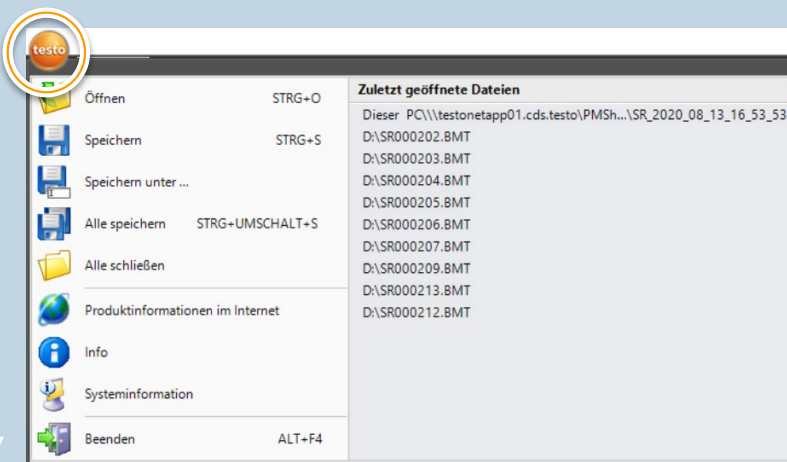 testo
Öffnen STRG+O
Speichern STRG+S
Speichern unter ...
Alle speichern STRG+UMSCHALT+S
Alle schließen
Produktinformationen im Internet
Info
Systeminformation
Beenden ALT+F4
Zuletzt geöffnete Dateien
Dieser PC\\\testonetapp01.cds.testo\PMSh...\SR_2020_08_13_16_53_53
D:\SR000202.BMT
D:\SR000203.BMT
D:\SR000204.BMT
D:\SR000205.BMT
D:\SR000206.BMT
D:\SR000207.BMT
D:\SR000209.BMT
D:\SR000213.BMT
D:\SR000212.BMT